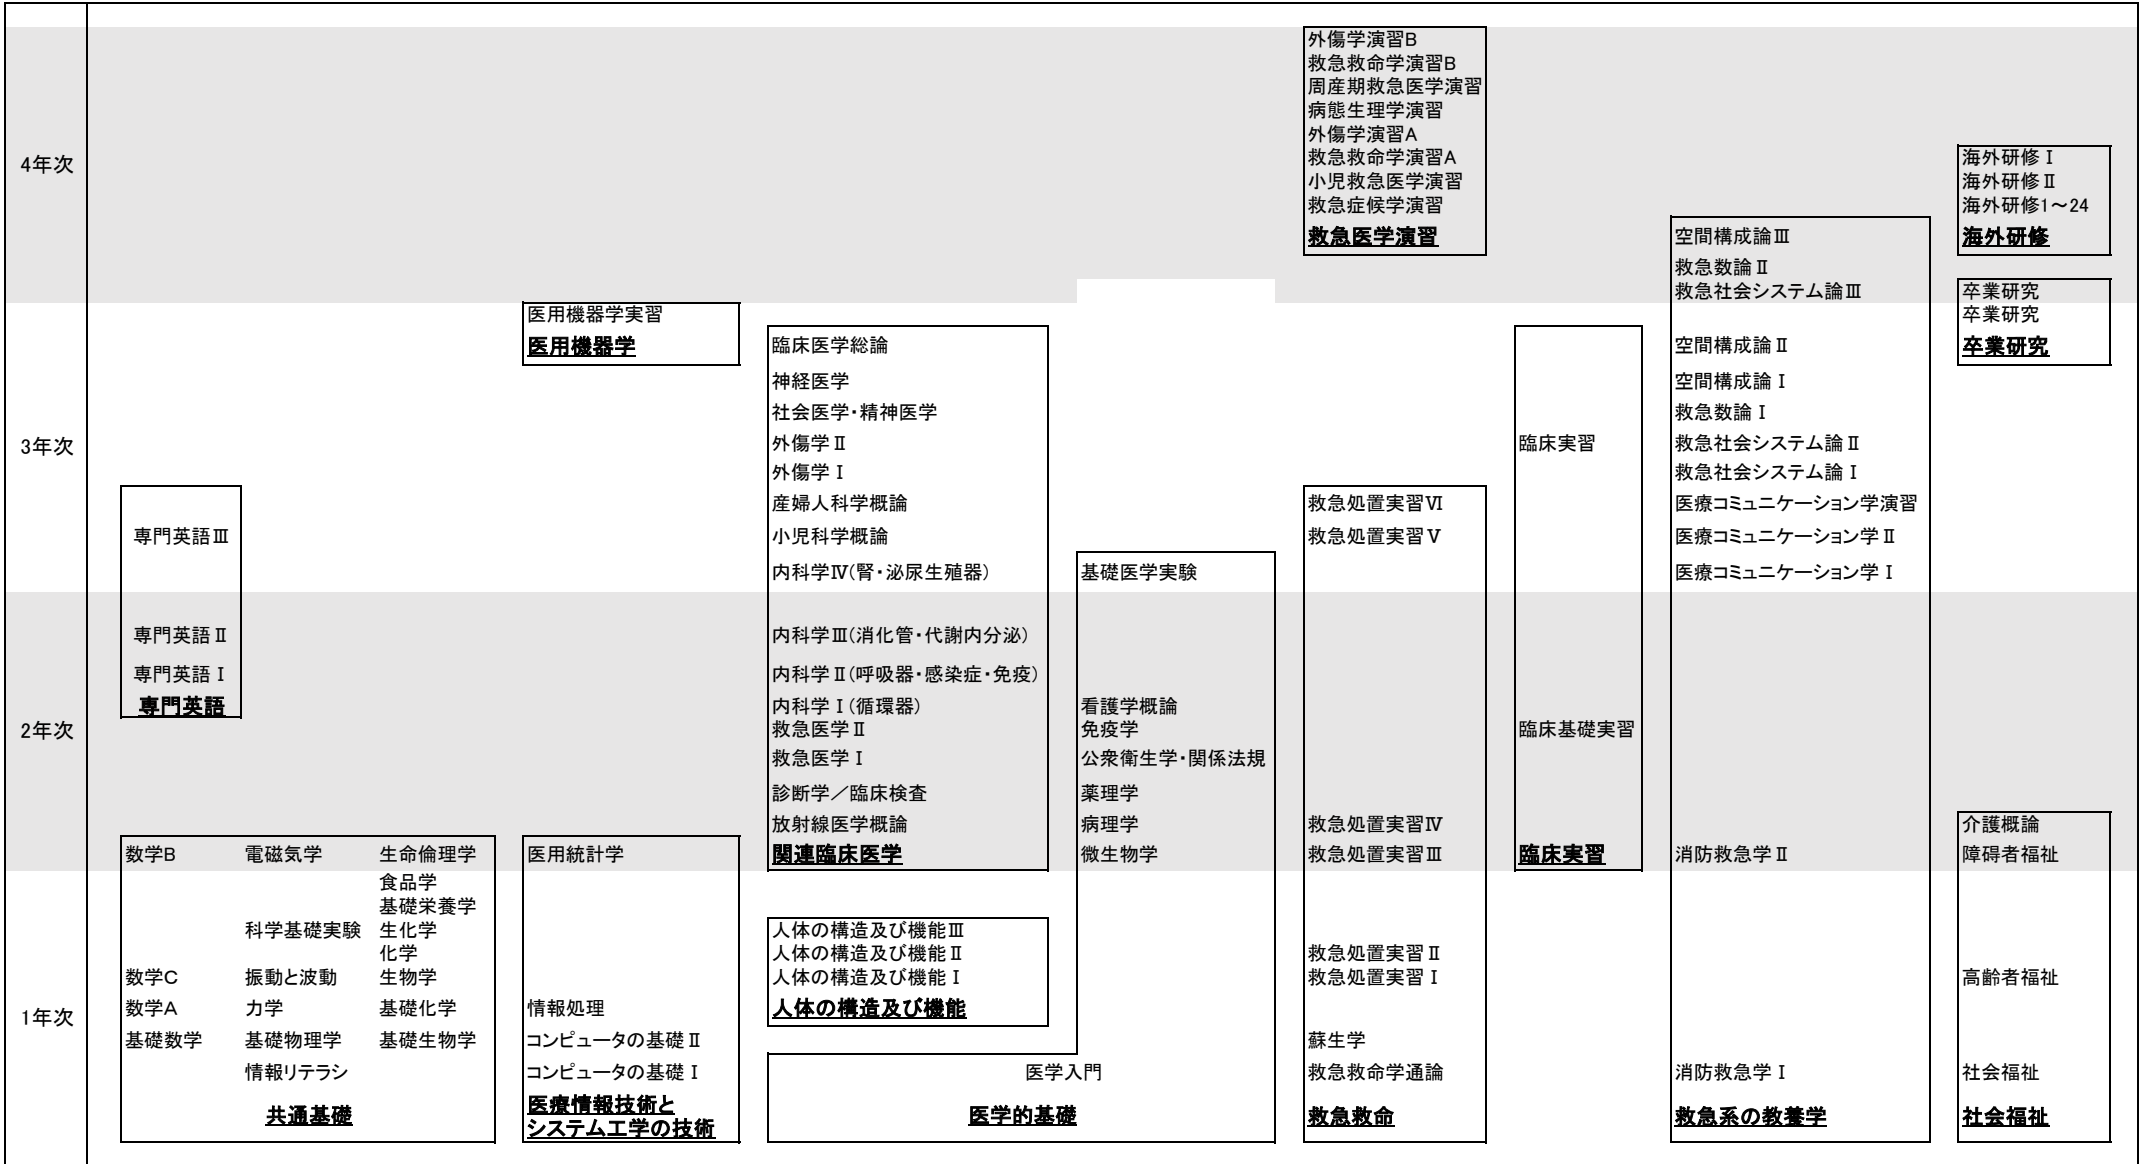 外傷学演習B
救急救命学演習B
周産期救急医学演習
病態生理学演習
外傷学演習A
4年次 救急救命学演習A 海外研修Ⅰ
小児救急医学演習 海外研修Ⅱ
救急症候学演習 海外研修1～24
救急医学演習 空間構成論Ⅲ 海外研修
救急数論Ⅱ
救急社会システム論Ⅲ 卒業研究
医用機器学実習 卒業研究
医用機器学 臨床医学総論 空間構成論Ⅱ 卒業研究
神経医学 空間構成論Ⅰ
社会医学・精神医学 救急数論Ⅰ
3年次 外傷学Ⅱ 臨床実習 救急社会システム論Ⅱ
外傷学Ⅰ 救急社会システム論Ⅰ
産婦人科学概論 救急処置実習Ⅵ 医療コミュニケーション学演習
専門英語Ⅲ 小児科学概論 救急処置実習Ⅴ 医療コミュニケーション学Ⅱ
内科学Ⅳ(腎・泌尿生殖器) 基礎医学実験 医療コミュニケーション学Ⅰ
専門英語Ⅱ 内科学Ⅲ(消化管・代謝内分泌)
専門英語Ⅰ 内科学Ⅱ(呼吸器・感染症・免疫)
専門英語 内科学Ⅰ(循環器) 看護学概論
2年次 救急医学Ⅱ 免疫学 臨床基礎実習
救急医学Ⅰ 公衆衛生学・関係法規
診断学／臨床検査 薬理学
放射線医学概論 病理学 救急処置実習Ⅳ 介護概論
数学B 電磁気学 生命倫理学 医用統計学 関連臨床医学 微生物学 救急処置実習Ⅲ 臨床実習 消防救急学Ⅱ 障碍者福祉
食品学
基礎栄養学
科学基礎実験 生化学 人体の構造及び機能Ⅲ
化学 人体の構造及び機能Ⅱ 救急処置実習Ⅱ
数学C 振動と波動 生物学 人体の構造及び機能Ⅰ 救急処置実習Ⅰ 高齢者福祉
1年次 数学A 力学 基礎化学 情報処理 人体の構造及び機能
基礎数学 基礎物理学 基礎生物学 コンピュータの基礎Ⅱ 蘇生学
情報リテラシ コンピュータの基礎Ⅰ 医学入門 救急救命学通論 消防救急学Ⅰ 社会福祉
共通基礎 医療情報技術と
システム工学の技術 医学的基礎 救急救命 救急系の教養学 社会福祉